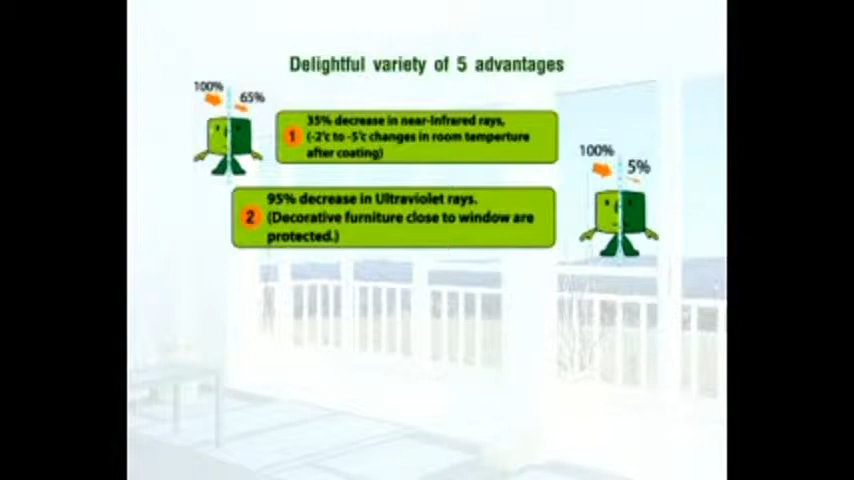 Delightful variety of 5 advantages
100%
65%
1
35% decrease in near-Infrared rays,
(-2'c to -5'c changes in room temperture
after coating)
100%
5%
2
95% decrease in Ultraviolet rays.
(Decorative furniture close to window are
protected.)